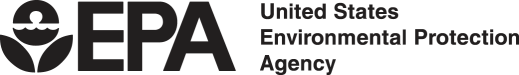 EPA
United States
Environmental Protection
Agency